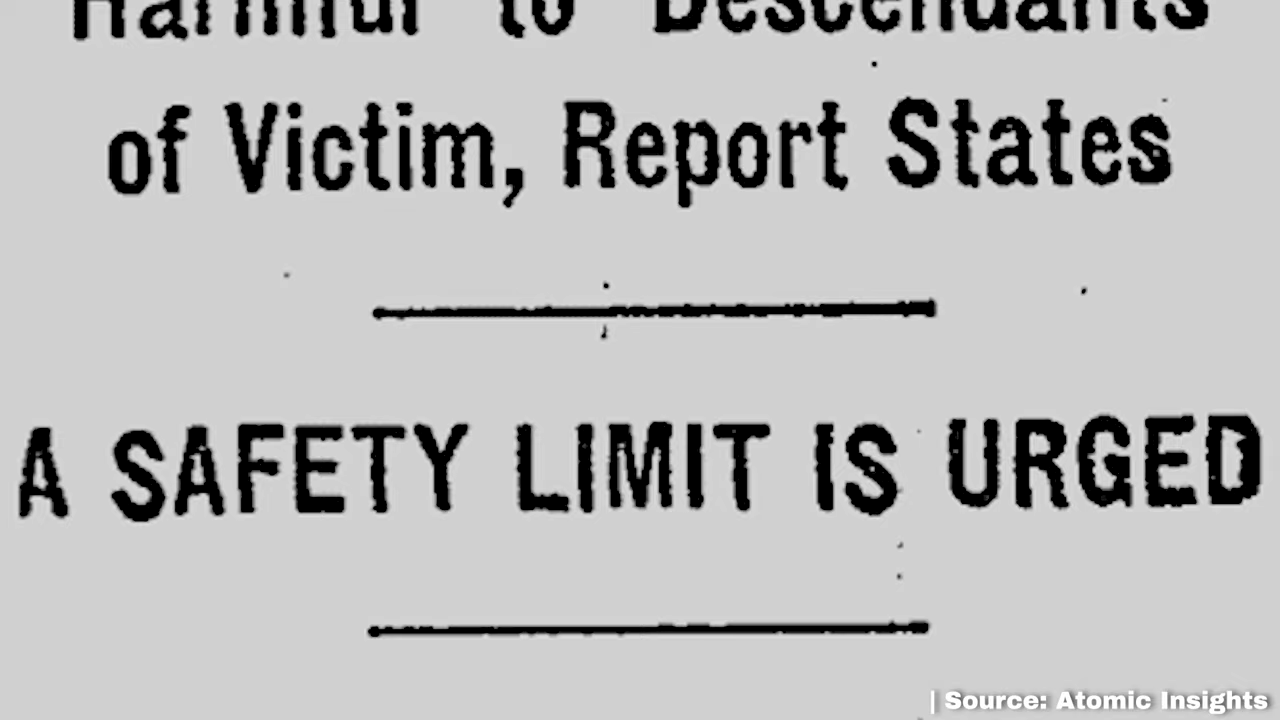 Harmful to Descendants
of Victim, Report States
A SAFETY LIMIT IS URGED
| Source: Atomic Insights